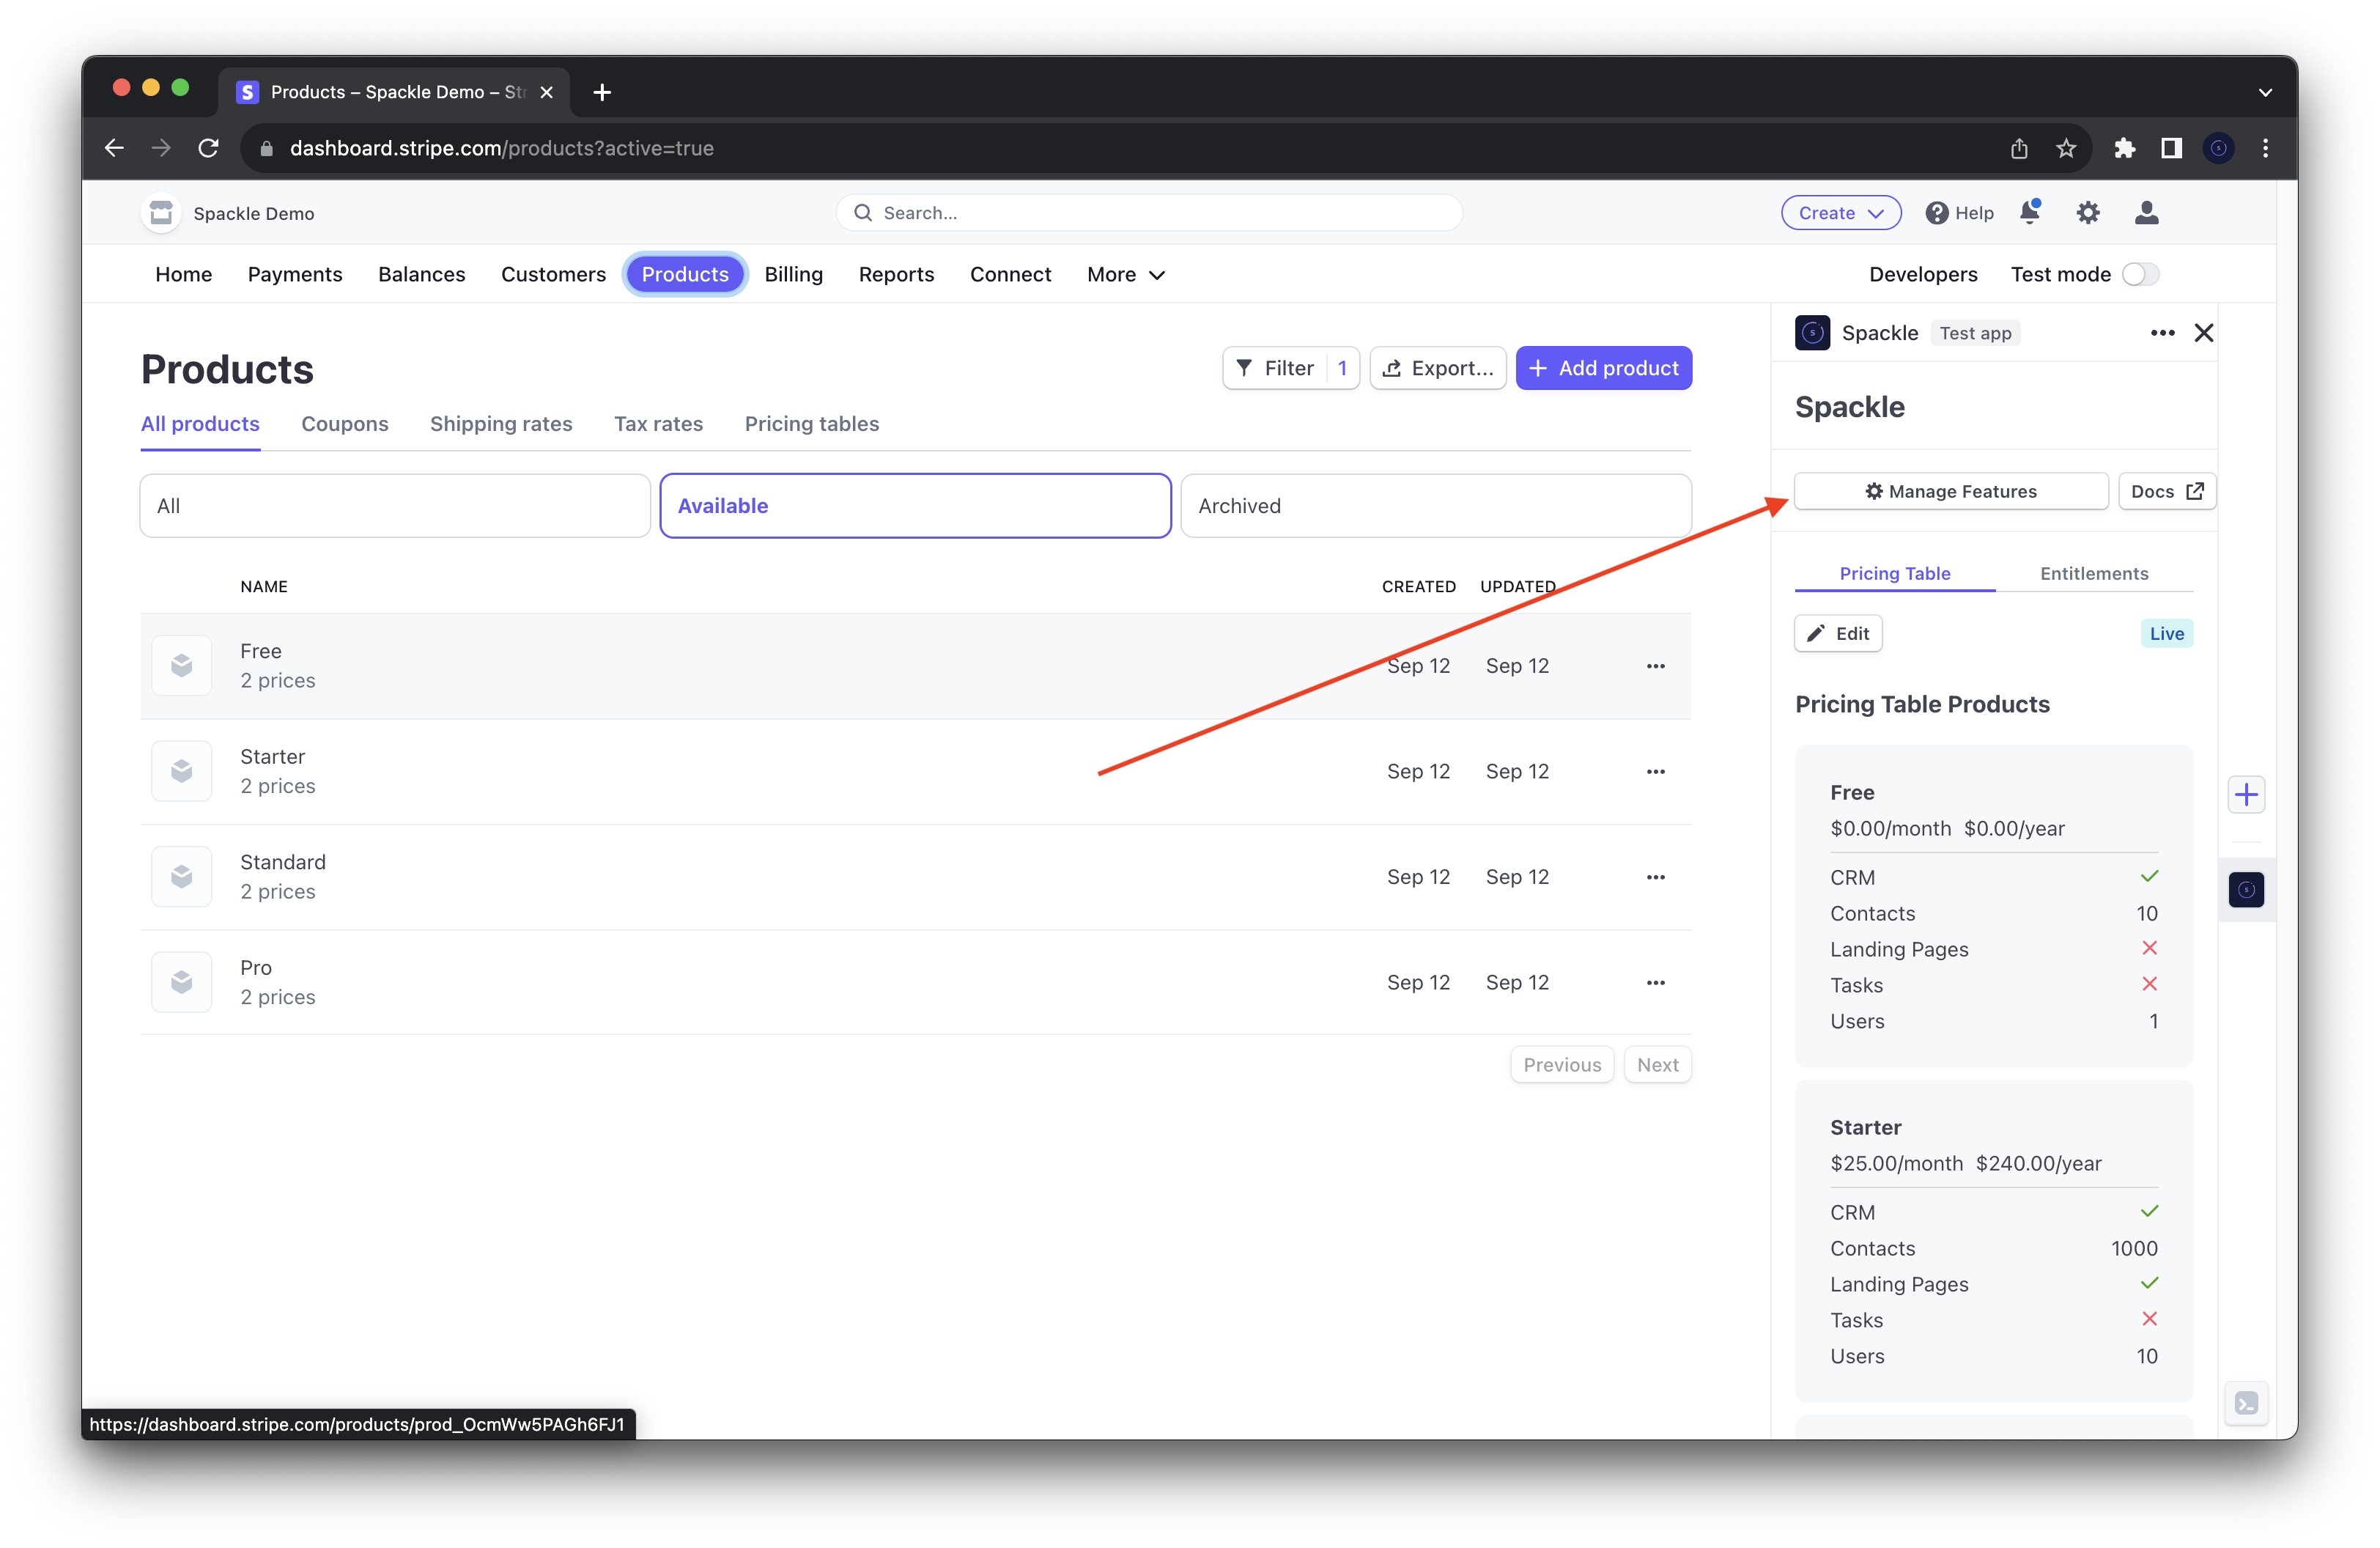 Products – Spackle Demo – Str
dashboard.stripe.com/products?active=true
Spackle Demo
Search...
Create
Help
Home
Payments
Balances
Customers
Products
Billing
Reports
Connect
More
Developers
Test mode
Products
Filter 1
Export...
Add product
All products
Coupons
Shipping rates
Tax rates
Pricing tables
All
Available
Archived
NAME CREATED UPDATED
Free
2 prices
Sep 12 Sep 12
Starter
2 prices
Sep 12 Sep 12
Standard
2 prices
Sep 12 Sep 12
Pro
2 prices
Sep 12 Sep 12
Previous
Next
Spackle Test app
Spackle
Manage Features
Docs
Pricing Table
Entitlements
Edit
Live
Pricing Table Products
Free
$0.00/month $0.00/year
CRM
Contacts 10
Landing Pages
Tasks
Users 1
Starter
$25.00/month $240.00/year
CRM
Contacts 1000
Landing Pages
Tasks
Users 10
https://dashboard.stripe.com/products/prod_OcmWw5PAGh6FJ1